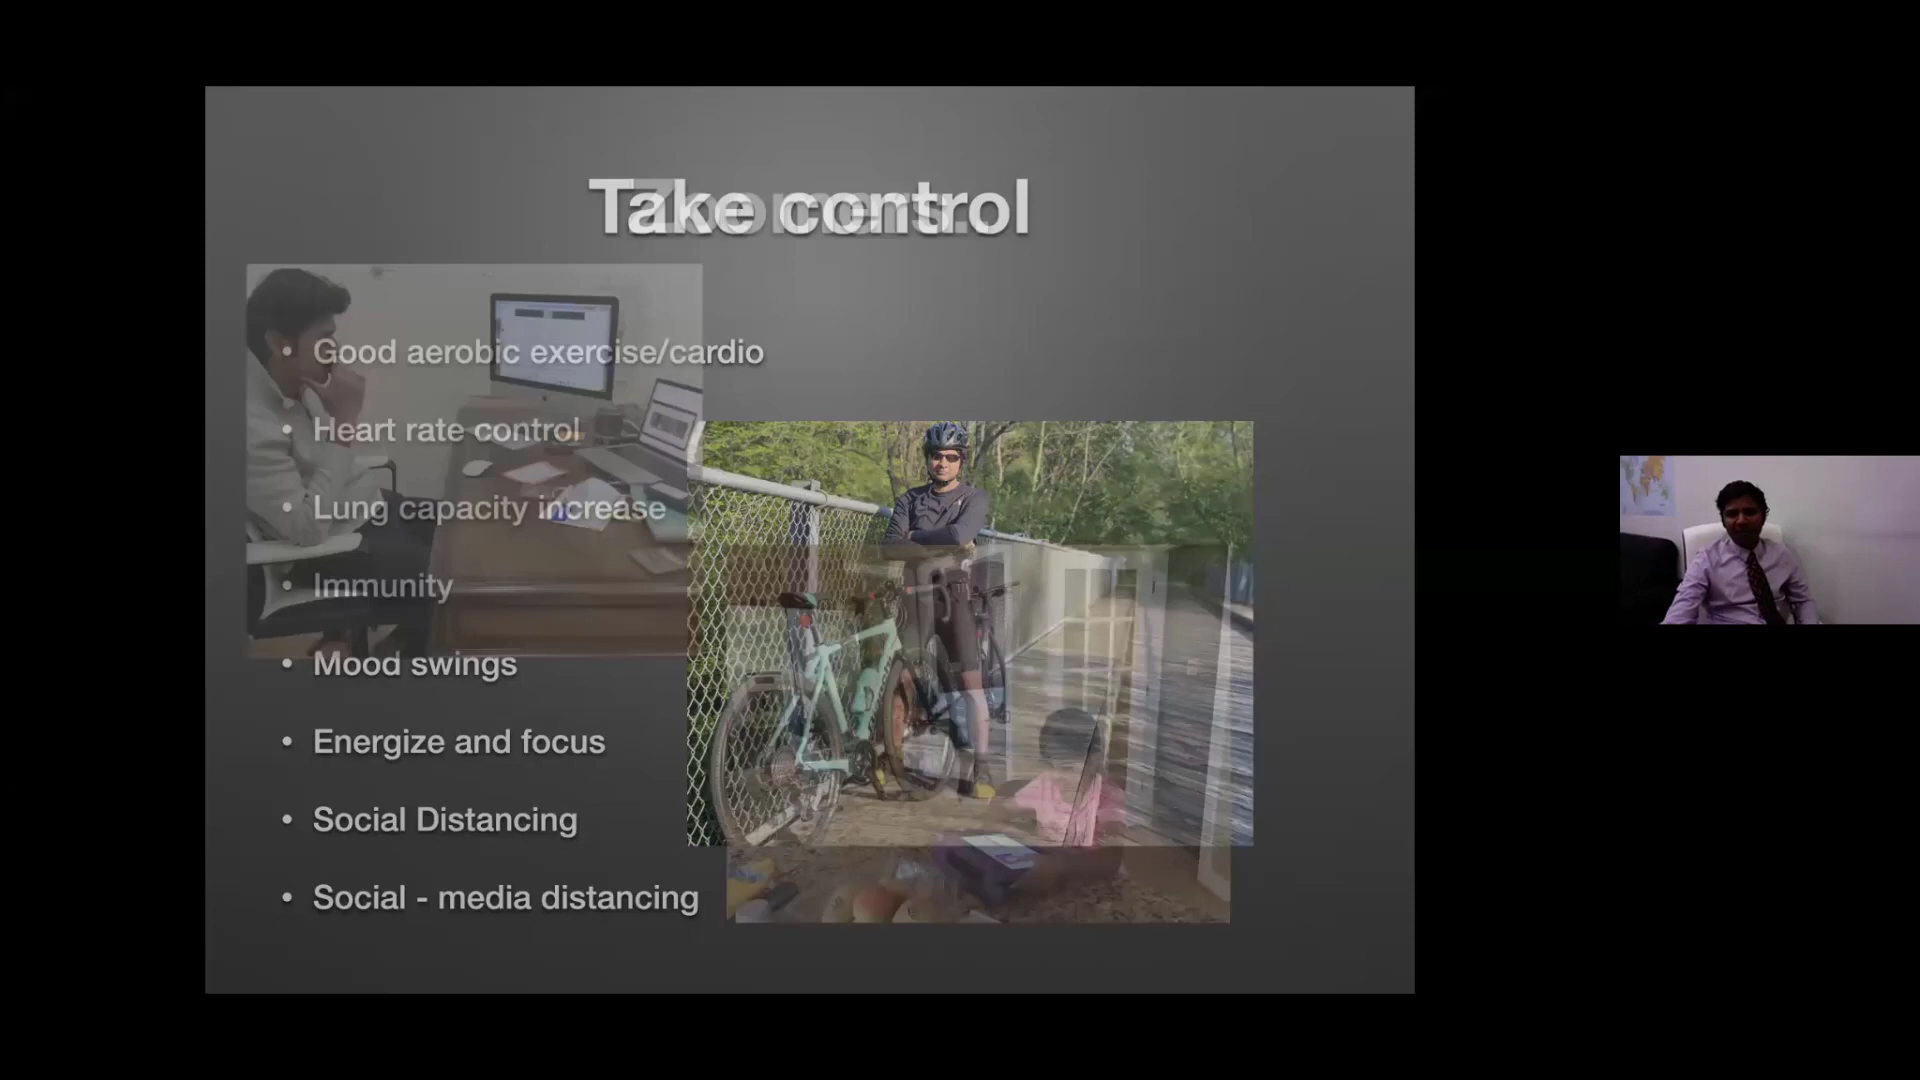 Take control
Zoomers.
• Good aerobic exercise/cardio
• Heart rate control
• Lung capacity increase
• Immunity
• Mood swings
• Energize and focus
• Social Distancing
• Social - media distancing